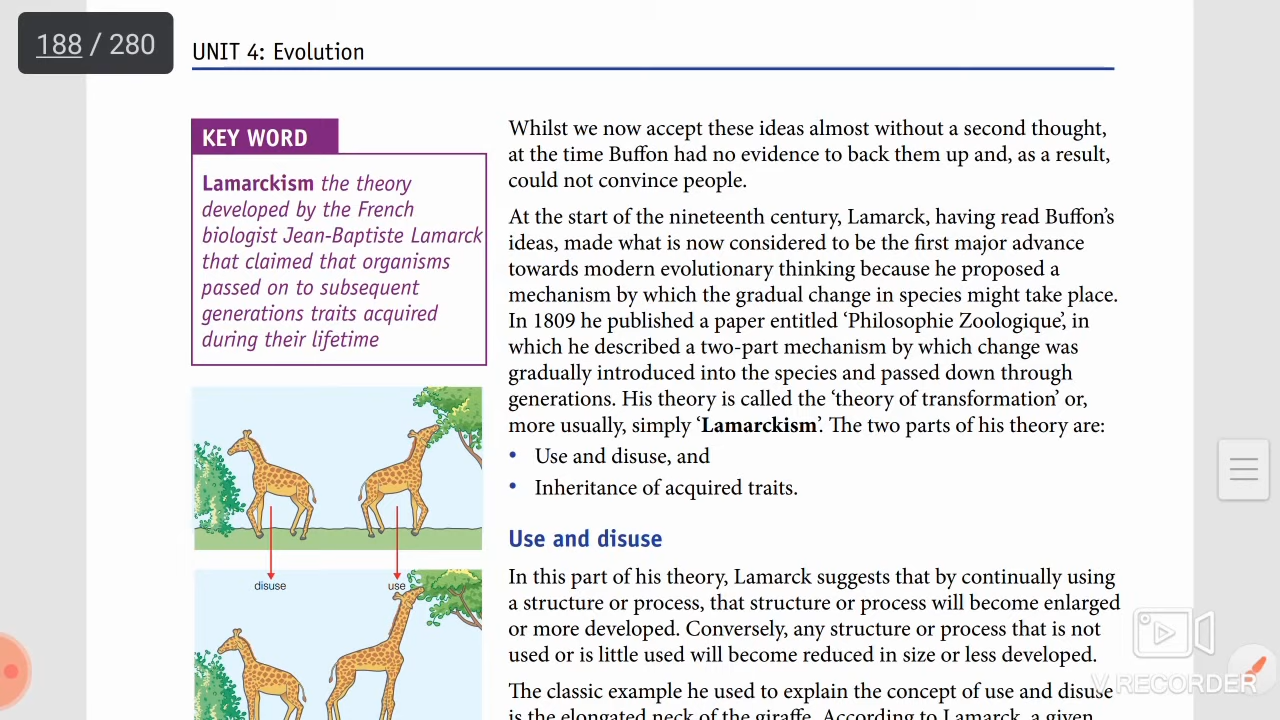 188 / 280
UNIT 4: Evolution
KEY WORD
Lamarckism the theory
developed by the French
biologist Jean-Baptiste Lamarck
that claimed that organisms
passed on to subsequent
generations traits acquired
during their lifetime
disuse
use
Whilst we now accept these ideas almost without a second thought,
at the time Buffon had no evidence to back them up and, as a result,
could not convince people.
At the start of the nineteenth century, Lamarck, having read Buffon's
ideas, made what is now considered to be the first major advance
towards modern evolutionary thinking because he proposed a
mechanism by which the gradual change in species might take place.
In 1809 he published a paper entitled ‘Philosophie Zoologique’, in
which he described a two-part mechanism by which change was
gradually introduced into the species and passed down through
generations. His theory is called the ‘theory of transformation’ or,
more usually, simply ‘Lamarckism’. The two parts of his theory are:
• Use and disuse, and
• Inheritance of acquired traits.
Use and disuse
In this part of his theory, Lamarck suggests that by continually using
a structure or process, that structure or process will become enlarged
or more developed. Conversely, any structure or process that is not
used or is little used will become reduced in size or less developed.
The classic example he used to explain the concept of use and disuse
is the elongated neck of the giraffe. According to Lamarck, a given
V RECORDER